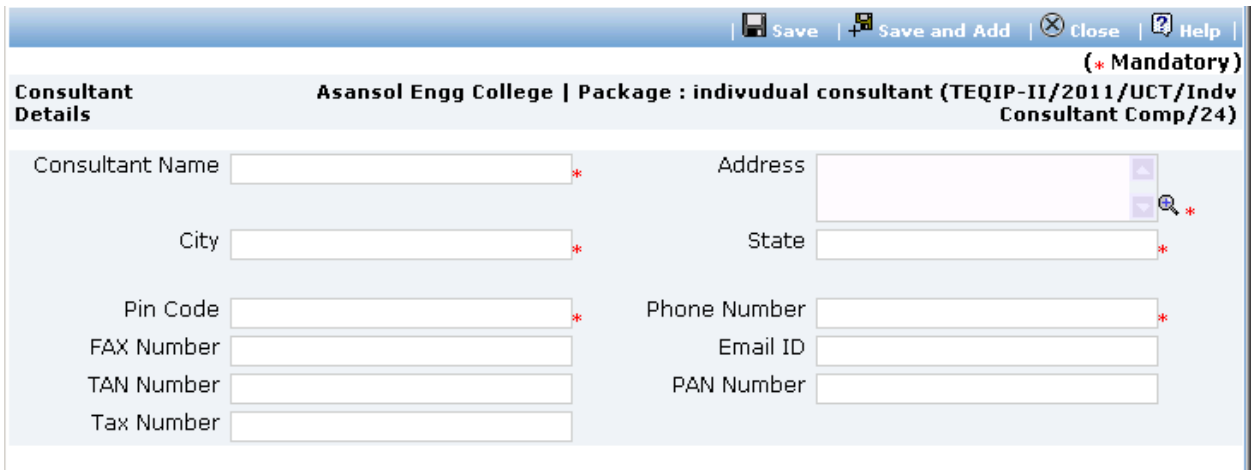 | Save | Save and Add | Close | Help |
(* Mandatory)
Consultant Details
Asansol Engg College | Package : indivudual consultant (TEQIP-II/2011/UCT/Indv
Consultant Comp/24)
Consultant Name * Address *
City * State *
Pin Code * Phone Number *
FAX Number Email ID
TAN Number PAN Number
Tax Number